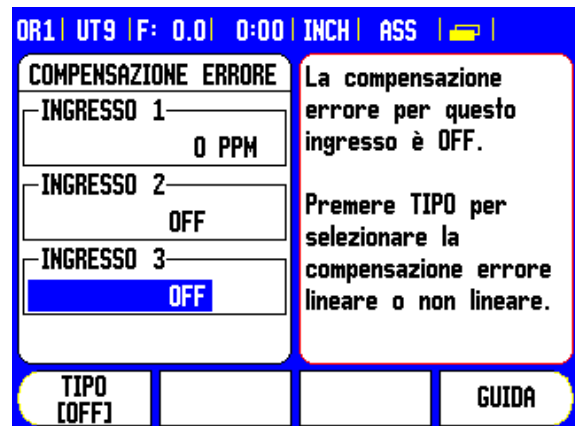 OR1| UT9 |F: 0.0| 0:00| INCH| ASS | |
COMPENSAZIONE ERRORE
INGRESSO 1
0 PPM
INGRESSO 2
OFF
INGRESSO 3
OFF
La compensazione
errore per questo
ingresso è OFF.
Premere TIPO per
selezionare la
compensazione errore
lineare o non lineare.
TIPO
[OFF]
GUIDA